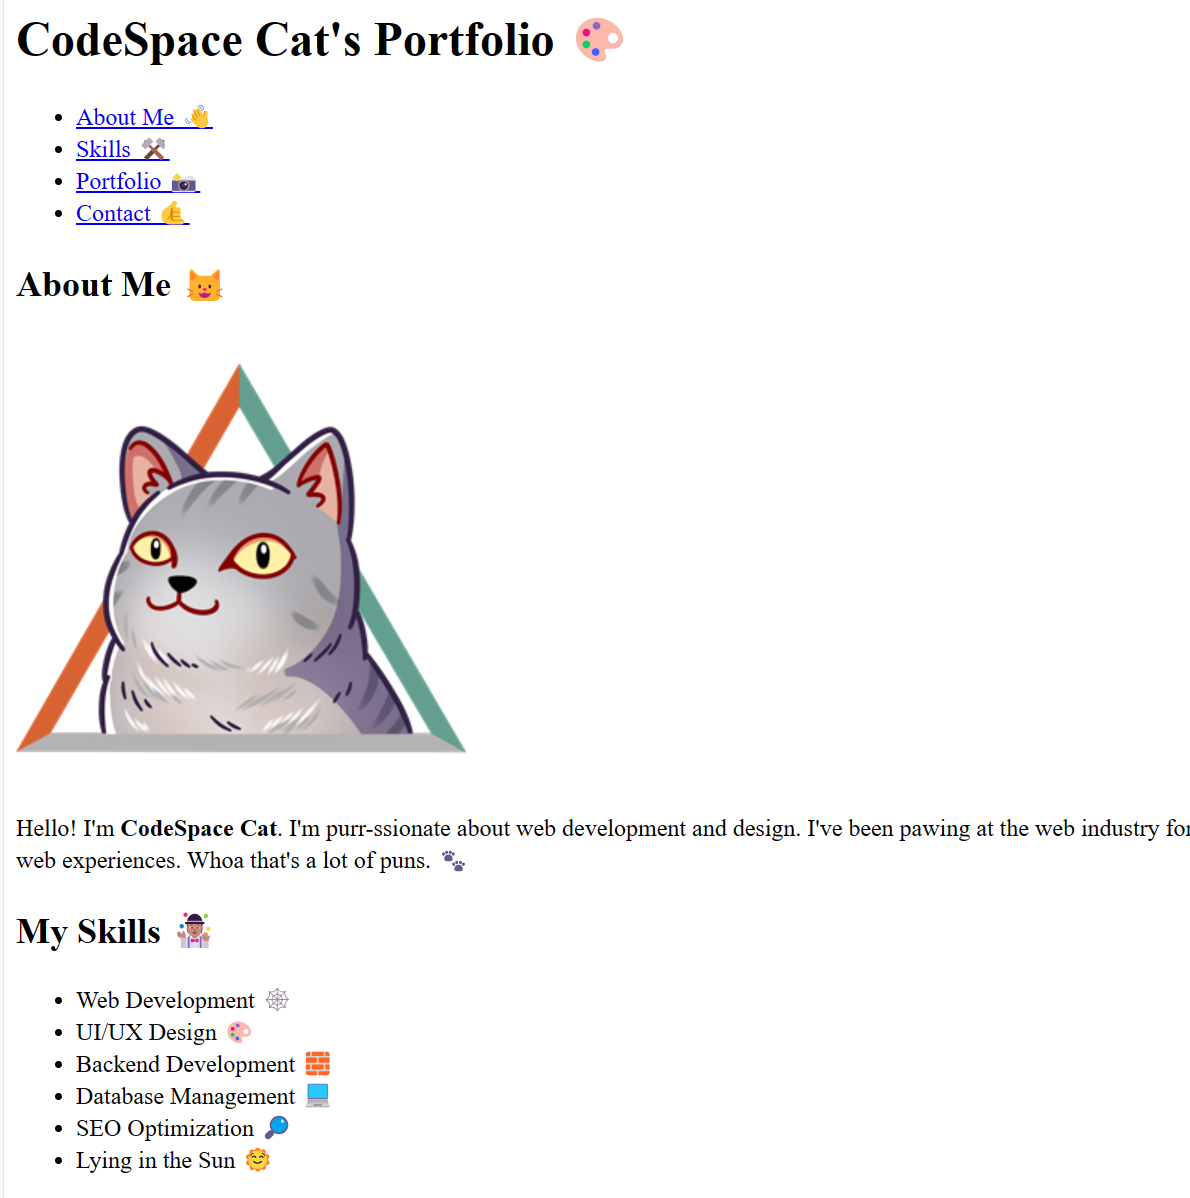 CodeSpace Cat's Portfolio 🎨
About Me 👋
Skills ⚒️
Portfolio 📸
Contact 👍
About Me 😺
Hello! I'm CodeSpace Cat. I'm purr-ssionate about web development and design. I've been pawing at the web industry for
web experiences. Whoa that's a lot of puns. 🐾
My Skills 🤹🏽
Web Development 🕸️
UI/UX Design 🎨
Backend Development 🧱
Database Management 💻
SEO Optimization 🔎
Lying in the Sun 🌞